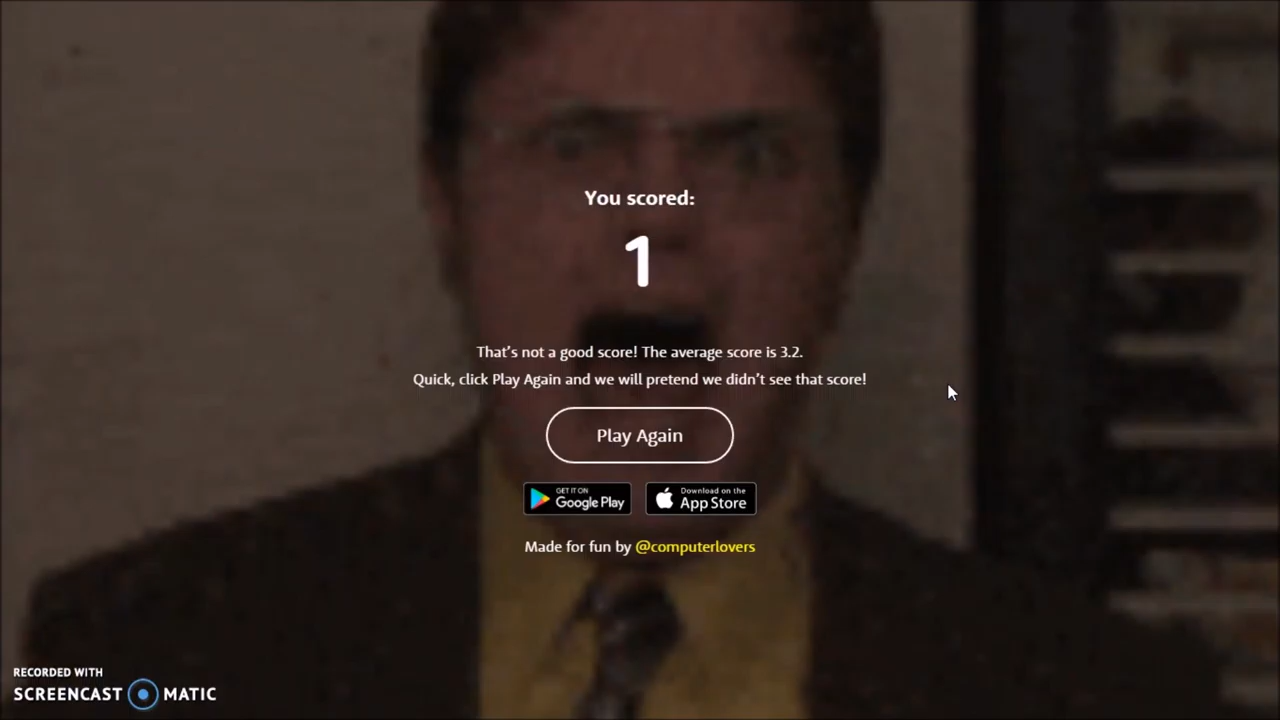 You scored:
1
That's not a good score! The average score is 3.2.
Quick, click Play Again and we will pretend we didn't see that score!
Play Again
GET IT ON
Google Play
Download on the
App Store
Made for fun by @computerlovers
RECORDED WITH
SCREENCAST MATIC